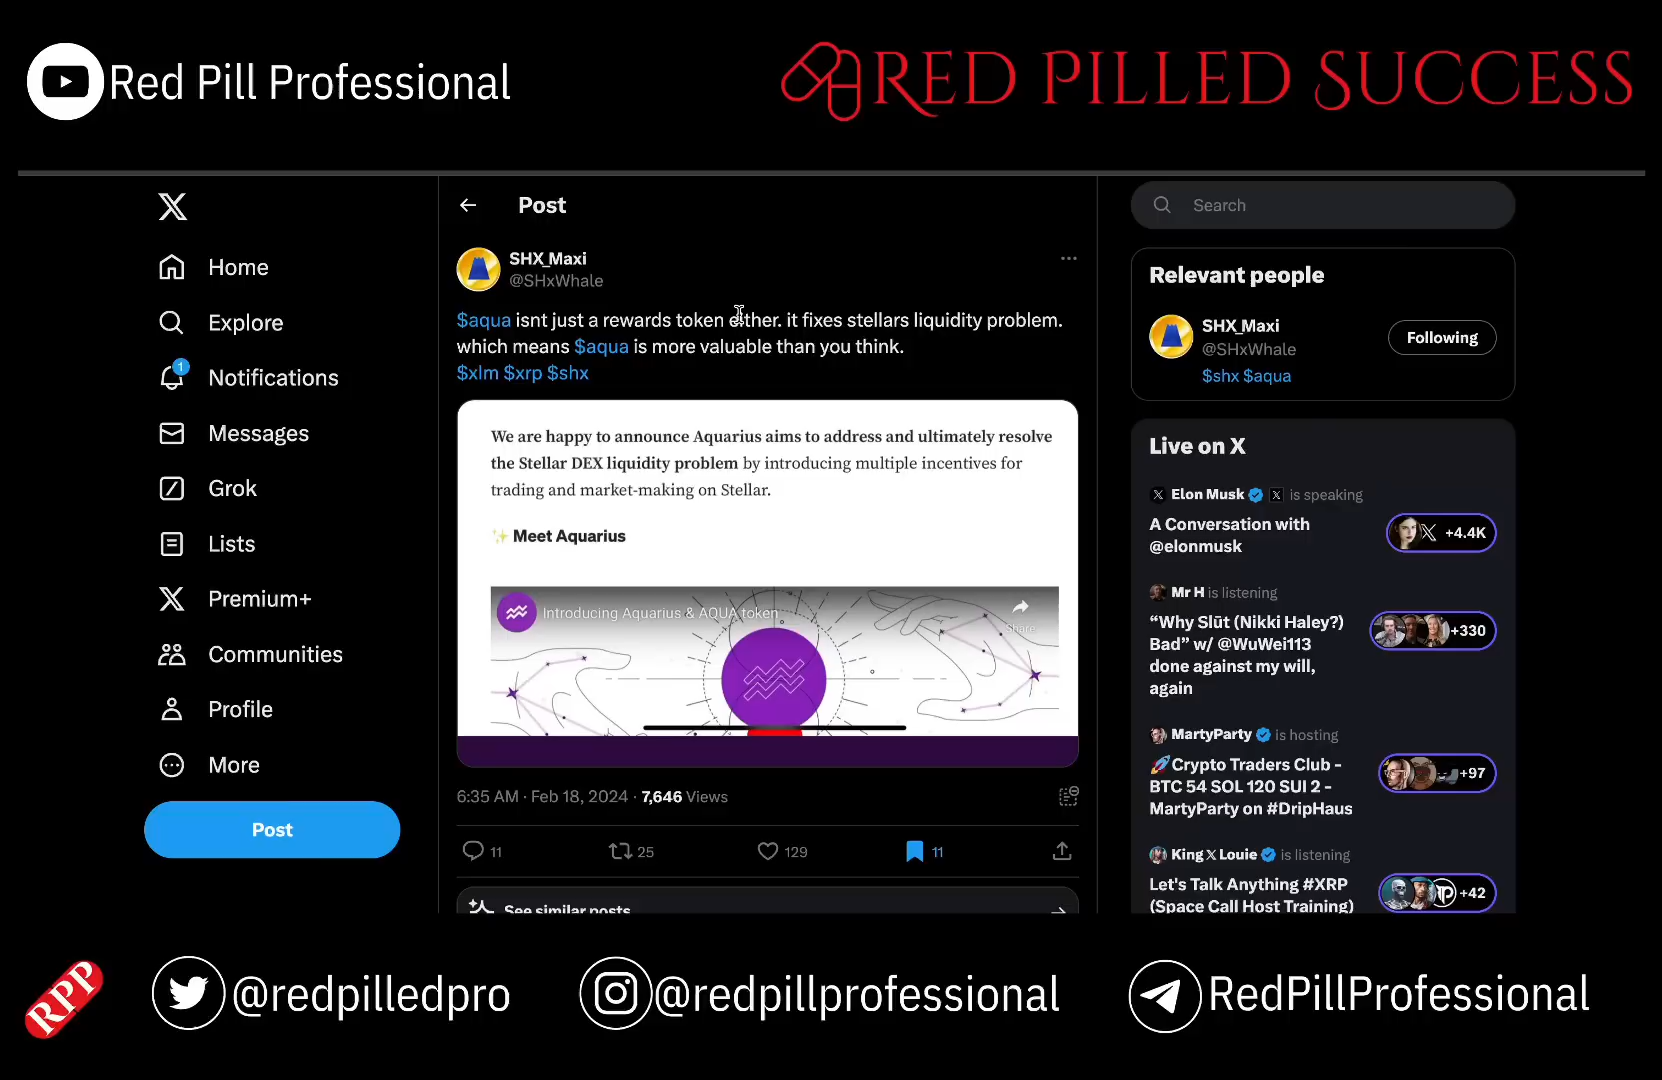 Red Pill Professional
RED PILLED SUCCESS
Home
Explore
1
Notifications
Messages
Grok
Lists
Premium+
Communities
Profile
More
Post
Post
SHX_Maxi
@SHxWhale
$aqua isnt just a rewards token either. it fixes stellars liquidity problem.
which means $aqua is more valuable than you think.
$xlm $xrp $shx
We are happy to announce Aquarius aims to address and ultimately resolve
the Stellar DEX liquidity problem by introducing multiple incentives for
trading and market-making on Stellar.
✨ Meet Aquarius
Introducing Aquarius & AQUA token
Share
6:35 AM · Feb 18, 2024 · 7,646 Views
11
25
129
11
See similar posts
Search
Relevant people
SHX_Maxi
@SHxWhale
Following
$shx $aqua
Live on X
Elon Musk is speaking
A Conversation with
@elonmusk
+4.4K
Mr H is listening
“Why Slūt (Nikki Haley?)
Bad” w/ @WuWei113
done against my will,
again
+330
MartyParty is hosting
🚀Crypto Traders Club -
BTC 54 SOL 120 SUI 2 -
MartyParty on #DripHaus
+97
King X Louie is listening
Let's Talk Anything #XRP
(Space Call Host Training)
+42
RPP
@redpilledpro
@redpillprofessional
RedPillProfessional